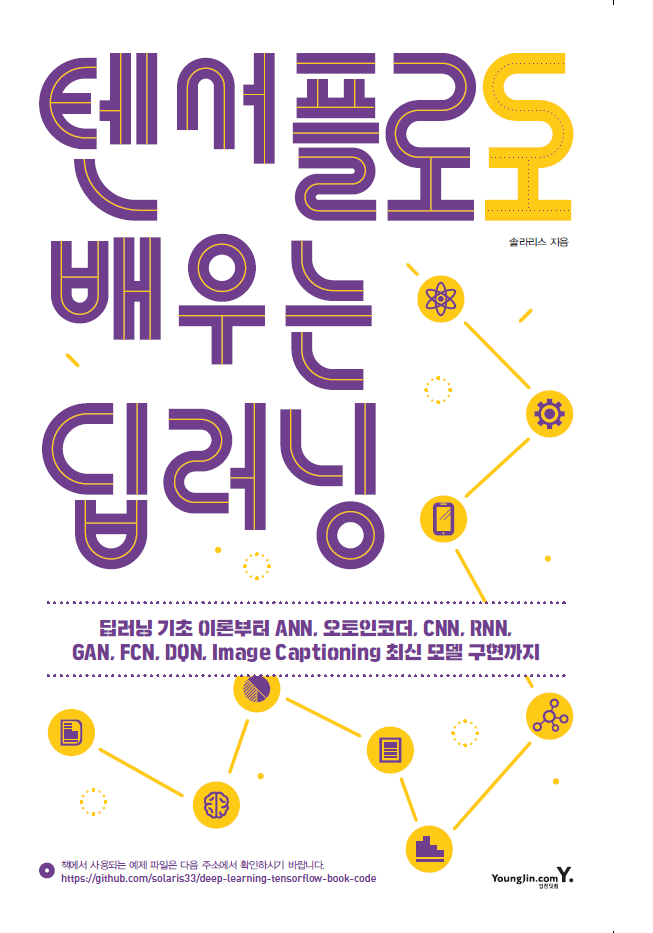 텐서플로로
솔라리스 지음
배우는
딥러닝
딥러닝 기초 이론부터 ANN, 오토인코더, CNN, RNN,
GAN, FCN, DQN, Image Captioning 최신 모델 구현까지
책에서 사용되는 예제 파일은 다음 주소에서 확인하시기 바랍니다.
https://github.com/solaris33/deep-learning-tensorflow-book-code
YoungJin.com Y.
영진닷컴